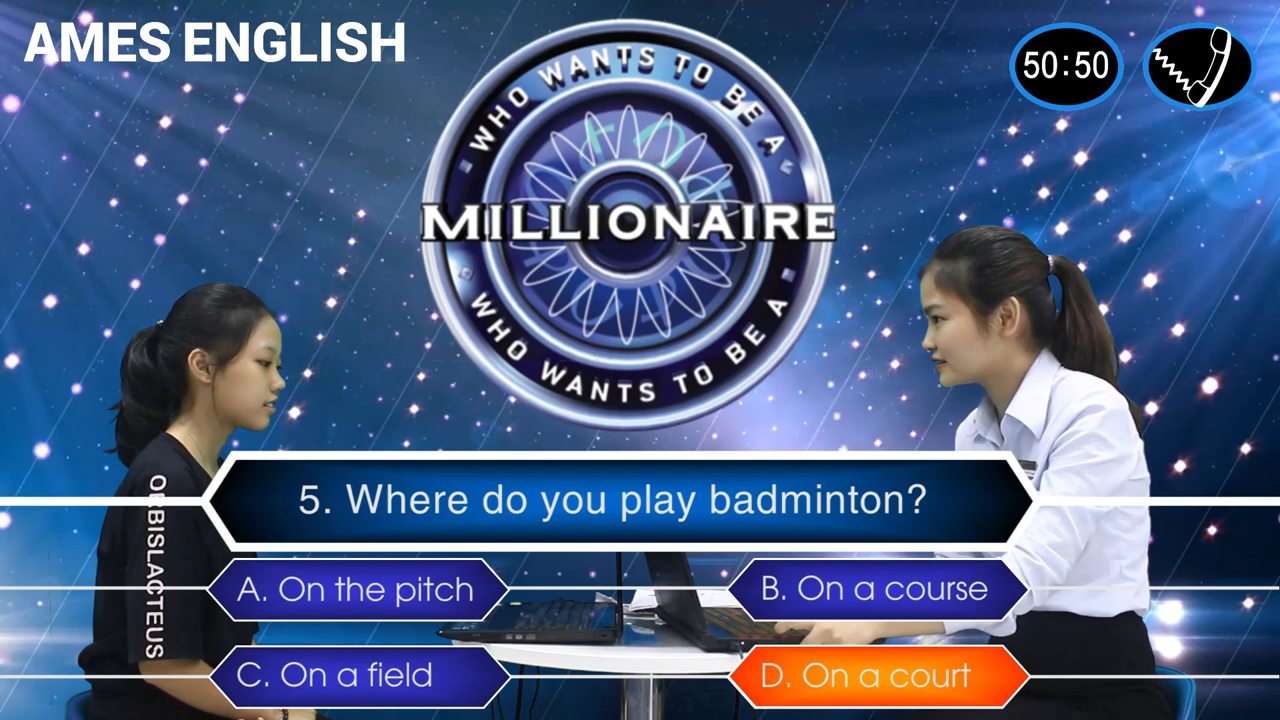 AMES ENGLISH
50:50
WHO WANTS TO BE A
MILLIONAIRE
WHO WANTS TO BE A
ORBISLACTEUS
5. Where do you play badminton?
A. On the pitch
B. On a course
C. On a field
D. On a court